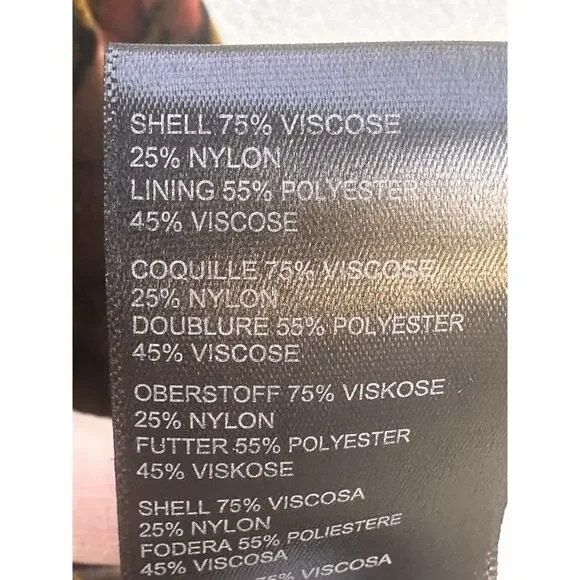 SHELL 75% VISCOSE
25% NYLON
LINING 55% POLYESTER
45% VISCOSE
COQUILLE 75% VISCOSE
25% NYLON
DOUBLURE 55% POLYESTER
45% VISCOSE
OBERSTOFF 75% VISKOSE
25% NYLON
FUTTER 55% POLYESTER
45% VISKOSE
SHELL 75% VISCOSA
25% NYLON
FODERA 55% POLIESTERE
45% VISCOSA
75% VISCOSA